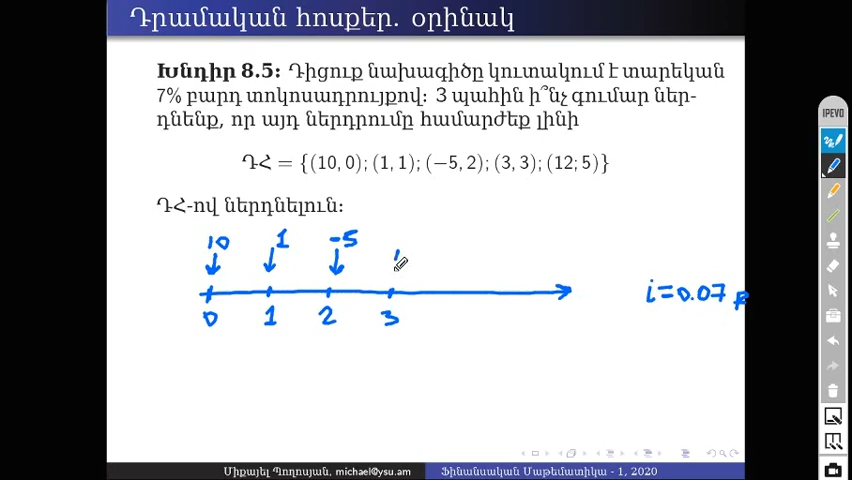 Դրամական հոսքեր. օրինակ
IPEVO
Խնդիր 8.5: Դիցուք նախագիծը կուտակում է տարեկան
7% բարդ տոկոսադրույքով: 3 պահին ի՞նչ գումար ներ-
դնենք, որ այդ ներդրումը համարժեք լինի
ԴՀ = {(10, 0); (1, 1); (−5, 2); (3, 3); (12; 5)}
ԴՀ-ով ներդնելուն:
10 1 -5
0 1 2 3
i=0.07
Միքայել Պողոսյան, michael@ysu.am
Ֆինանսական Մաթեմատիկա - 1, 2020